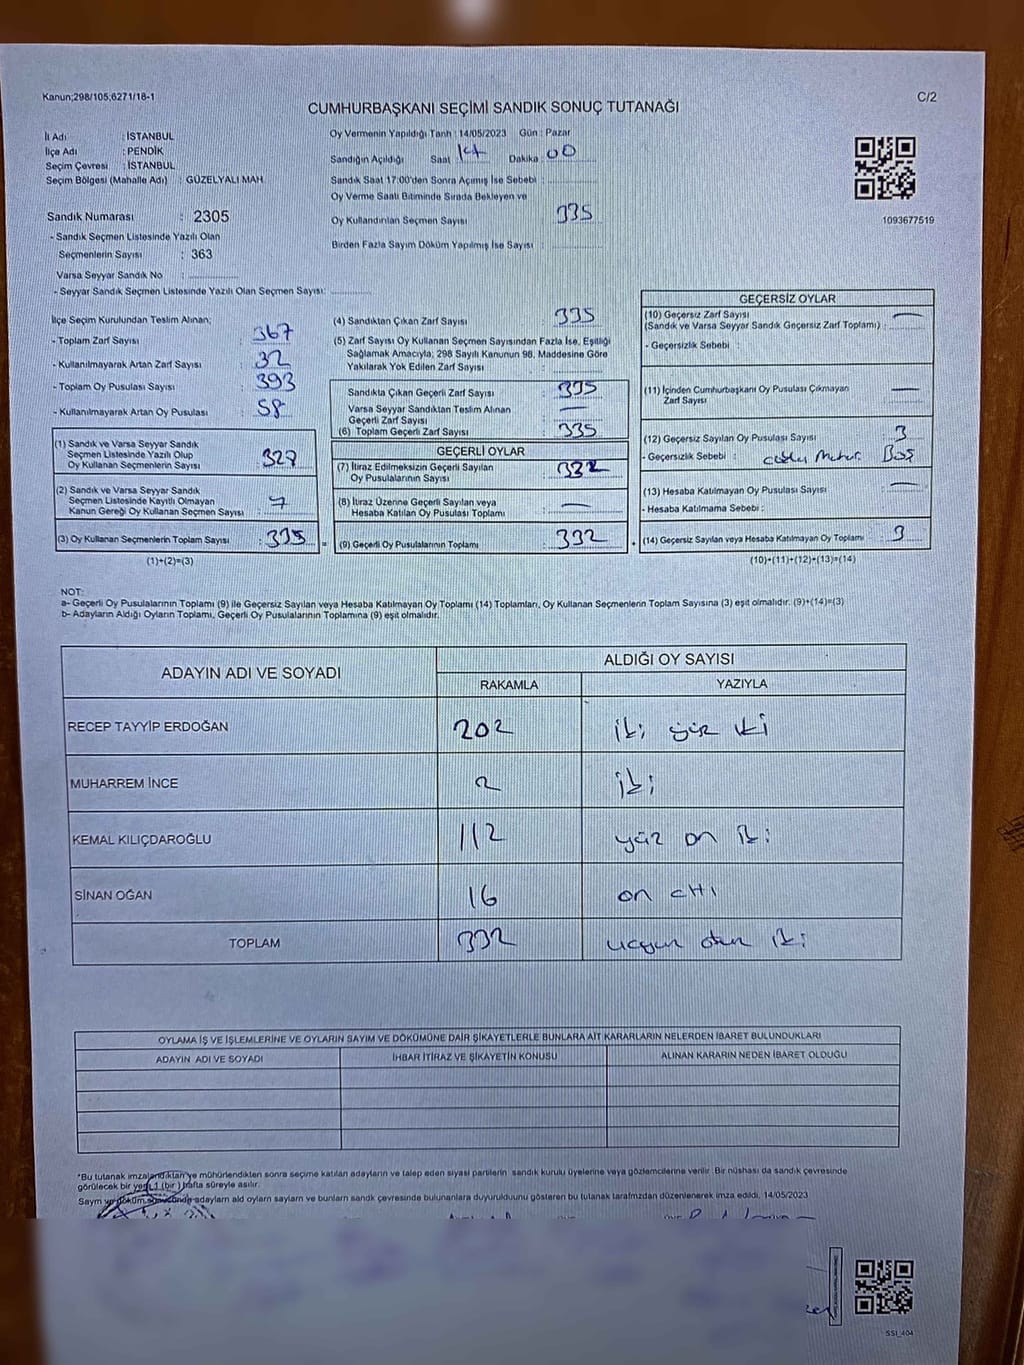 Kanun;298/105;6271/18-1
C/2
CUMHURBAŞKANI SEÇİMİ SANDIK SONUÇ TUTANAĞI
İl Adı : İSTANBUL
İlçe Adı : PENDİK
Seçim Çevresi : İSTANBUL
Seçim Bölgesi (Mahalle Adı) : GÜZELYALI MAH.
Oy Vermenin Yapıldığı Tarih : 14/05/2023 Gün : Pazar
Sandığın Açıldığı Saat 17 Dakika : 00
Sandık Saat 17:00'den Sonra Açılmış İse Sebebi :
Oy Verme Saati Bitiminde Sırada Bekleyen ve
Oy Kullandırılan Seçmen Sayısı 335
Birden Fazla Sayım Döküm Yapılmış İse Sayısı :
1093677519
Sandık Numarası : 2305
- Sandık Seçmen Listesinde Yazılı Olan
Seçmenlerin Sayısı : 363
Varsa Seyyar Sandık No :
- Seyyar Sandık Seçmen Listesinde Yazılı Olan Seçmen Sayısı:
İlçe Seçim Kurulundan Teslim Alınan;
- Toplam Zarf Sayısı : 367
- Kullanılmayarak Artan Zarf Sayısı : 32
- Toplam Oy Pusulası Sayısı : 393
- Kullanılmayarak Artan Oy Pusulası : 58
(1) Sandık ve Varsa Seyyar Sandık
Seçmen Listesinde Yazılı Olup
Oy Kullanan Seçmenlerin Sayısı : 327
(2) Sandık ve Varsa Seyyar Sandık
Seçmen Listesinde Kayıtlı Olmayan
Kanun Gereği Oy Kullanan Seçmen Sayısı : 7
(3) Oy Kullanan Seçmenlerin Toplam Sayısı : 335
(1)+(2)=(3)
(4) Sandıktan Çıkan Zarf Sayısı : 335
(5) Zarf Sayısı Oy Kullanan Seçmen Sayısından Fazla İse, Eşitliği
Sağlamak Amacıyla; 298 Sayılı Kanunun 98. Maddesine Göre
Yakılarak Yok Edilen Zarf Sayısı :
Sandıkta Çıkan Geçerli Zarf Sayısı : 335
Varsa Seyyar Sandıktan Teslim Alınan
Geçerli Zarf Sayısı : —
(6) Toplam Geçerli Zarf Sayısı : 335
GEÇERLİ OYLAR
(7) İtiraz Edilmeksizin Geçerli Sayılan
Oy Pusulalarının Sayısı : 332
(8) İtiraz Üzerine Geçerli Sayılan veya
Hesaba Katılan Oy Pusulası Toplamı : —
(9) Geçerli Oy Pusulalarının Toplamı : 332
GEÇERSİZ OYLAR
(10) Geçersiz Zarf Sayısı
(Sandık ve Varsa Seyyar Sandık Geçersiz Zarf Toplamı) : —
- Geçersizlik Sebebi :
(11) İçinden Cumhurbaşkanı Oy Pusulası Çıkmayan
Zarf Sayısı : —
(12) Geçersiz Sayılan Oy Pusulası Sayısı : 3
- Geçersizlik Sebebi : Boş
(13) Hesaba Katılmayan Oy Pusulası Sayısı : —
- Hesaba Katılmama Sebebi :
(14) Geçersiz Sayılan veya Hesaba Katılmayan Oy Toplamı : 3
(10)+(11)+(12)+(13)=(14)
NOT:
a- Geçerli Oy Pusulalarının Toplamı (9) ile Geçersiz Sayılan veya Hesaba Katılmayan Oy Toplamı (14) Toplamları, Oy Kullanan Seçmenlerin Toplam Sayısına (3) eşit olmalıdır. (9)+(14)=(3)
b- Adayların Aldığı Oyların Toplamı, Geçerli Oy Pusulalarının Toplamına (9) eşit olmalıdır.
ADAYIN ADI VE SOYADI
ALDIĞI OY SAYISI
RAKAMLA
YAZIYLA
RECEP TAYYİP ERDOĞAN 202 iki yüz iki
MUHARREM İNCE 2 iki
KEMAL KILIÇDAROĞLU 112 yüz on iki
SİNAN OĞAN 16 on altı
TOPLAM 332 üçyüz otuz iki
OYLAMA İŞ VE İŞLEMLERİNE VE OYLARIN SAYIM VE DÖKÜMÜNE DAİR ŞİKAYETLERLE BUNLARA AİT KARARLARIN NELERDEN İBARET BULUNDUKLARI
ADAYIN ADI VE SOYADI
İHBAR İTİRAZ VE ŞİKAYETİN KONUSU
ALINAN KARARIN NEDEN İBARET OLDUĞU
*Bu tutanak imzalandıktan ve mühürlendikten sonra seçime katılan adayların ve talep eden siyasi partilerin sandık kurulu üyelerine veya gözlemcilerine verilir. Bir nüshası da sandık çevresinde
görülecek bir yere 1 (bir ) hafta süreyle asılır.
Sayım ve döküm sonucunda adayların ald oyların sayların ve bunların sandık çevresinde bulunanlara duyurulduunu gösteren bu tutanak tarafımızdan düzenlenerek imza edildi. 14/05/2023
SSI_404